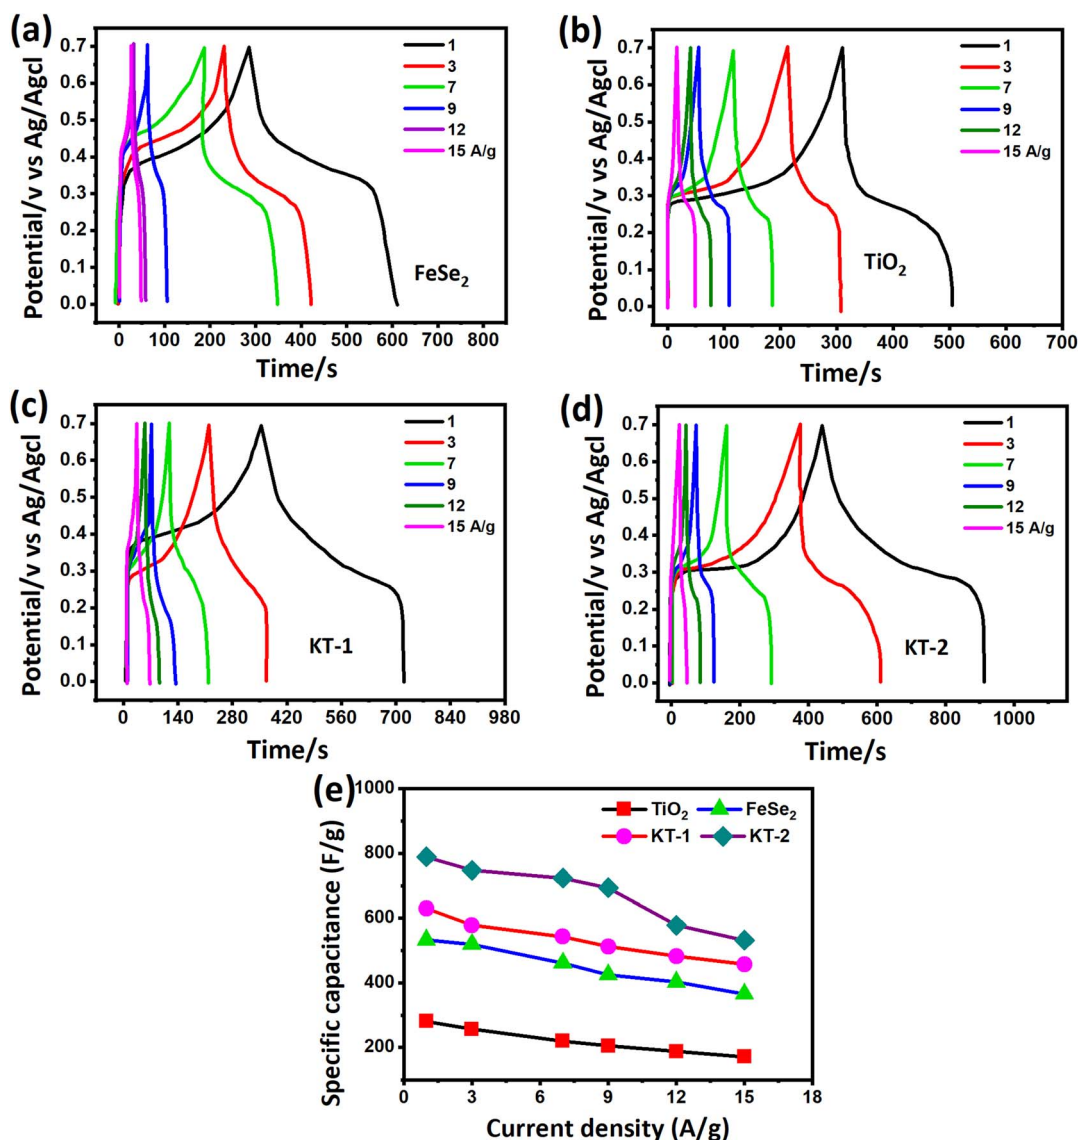 (a)
Potential/v vs Ag/Agcl
0.7
0.6
0.5
0.4
0.3
0.2
0.1
0.0
1
3
7
9
12
15 A/g
FeSe₂
0 100 200 300 400 500 600 700 800
Time/s
(b)
Potential/v vs Ag/Agcl
0.7
0.6
0.5
0.4
0.3
0.2
0.1
0.0
1
3
7
9
12
15 A/g
TiO₂
0 100 200 300 400 500 700
Time/s
(c)
Potential/v vs Ag/Agcl
0.7
0.6
0.5
0.4
0.3
0.2
0.1
0.0
1
3
7
9
12
15 A/g
KT-1
0 140 280 420 560 700 840 980
Time/s
(d)
Potential/v vs Ag/Agcl
0.7
0.6
0.5
0.4
0.3
0.2
0.1
0.0
1
3
7
9
12
15 A/g
KT-2
0 200 400 600 800 1000
Time/s
(e)
Specific capacitance (F/g)
1000
800
600
400
200
TiO₂ FeSe₂
KT-1 KT-2
0 3 6 9 12 15 18
Current density (A/g)